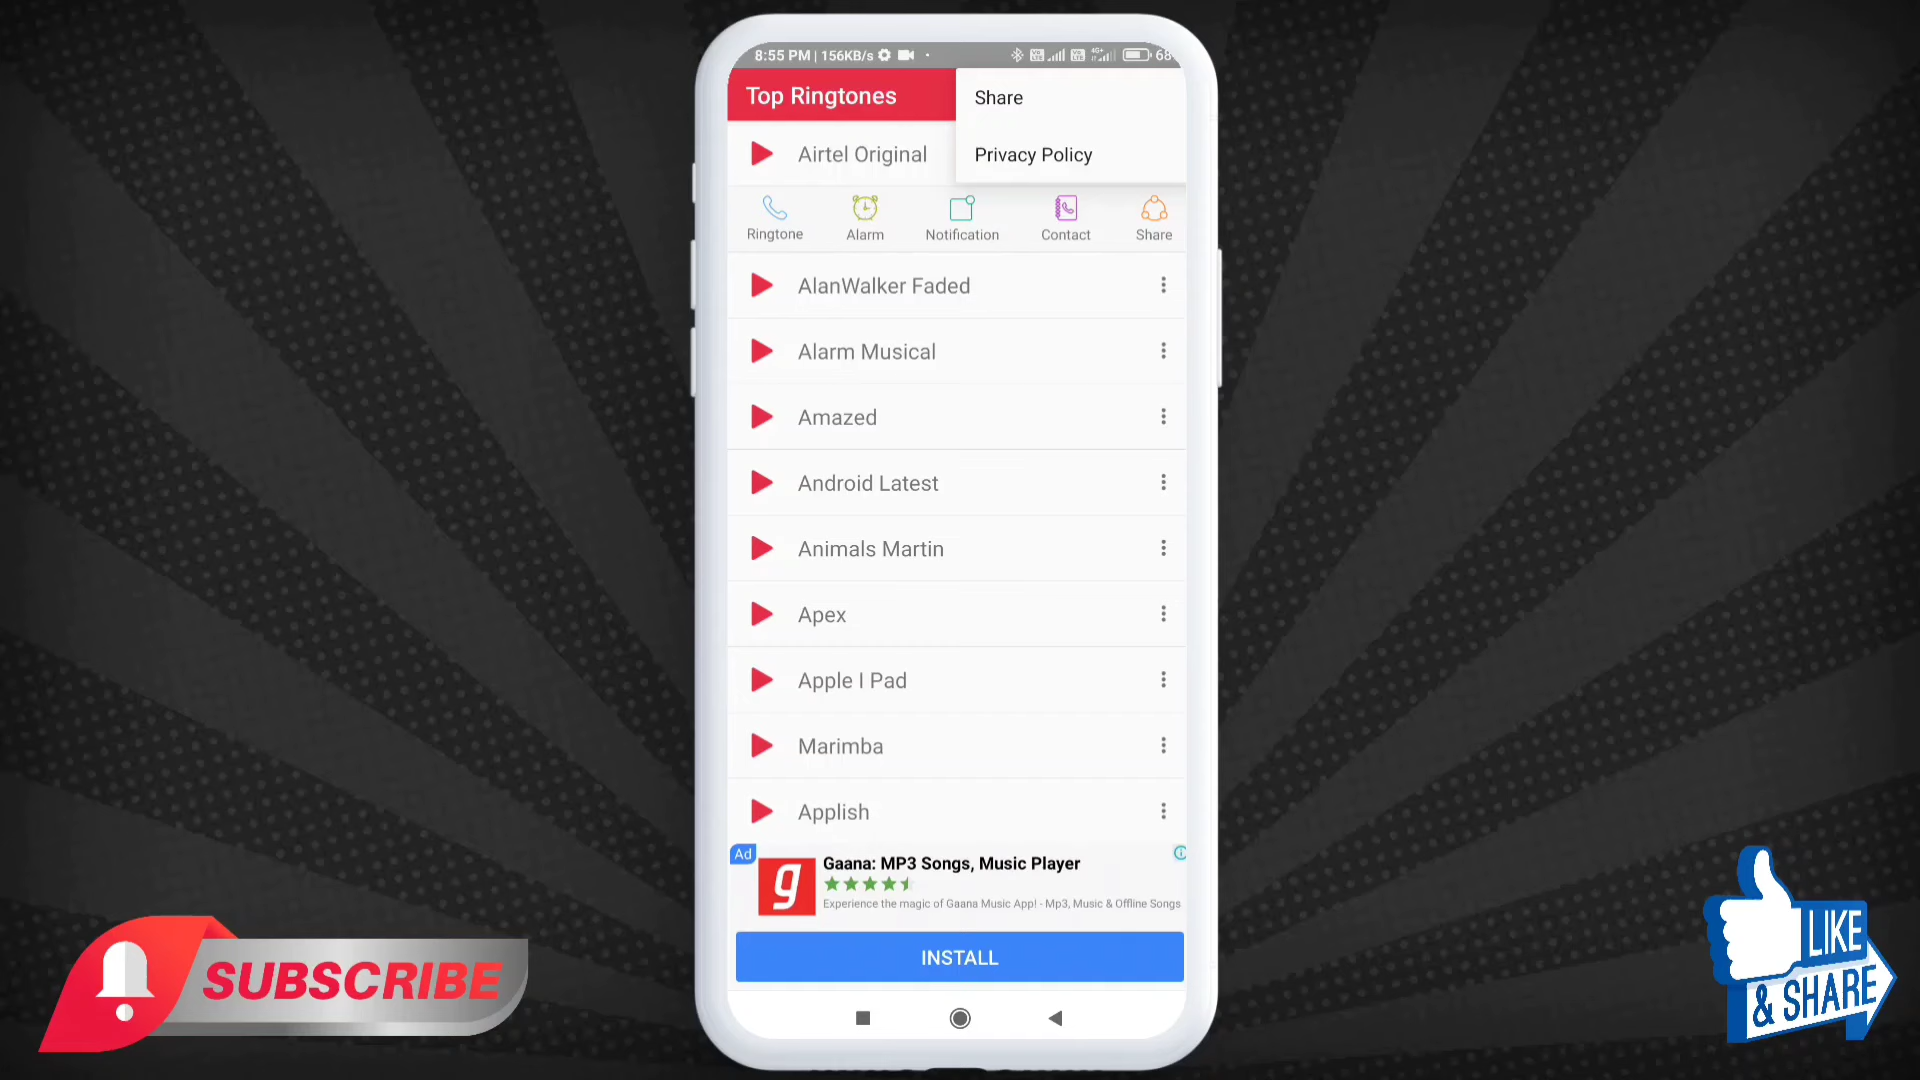 8:55 PM | 156KB/s
68
Top Ringtones
Share
Privacy Policy
Airtel Original
Ringtone
Alarm
Notification
Contact
Share
AlanWalker Faded
Alarm Musical
Amazed
Android Latest
Animals Martin
Apex
Apple I Pad
Marimba
Applish
Ad
Gaana: MP3 Songs, Music Player
Experience the magic of Gaana Music App! - Mp3, Music & Offline Songs
INSTALL
SUBSCRIBE
LIKE
& SHARE